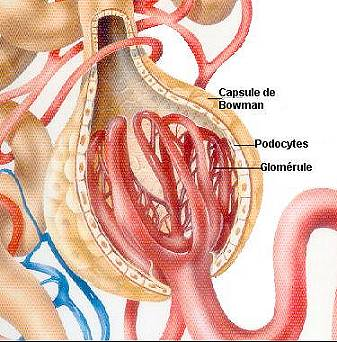 Capsule de
Bowman
Podocytes
Glomérule